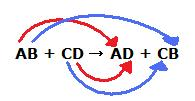 AB + CD → AD + CB